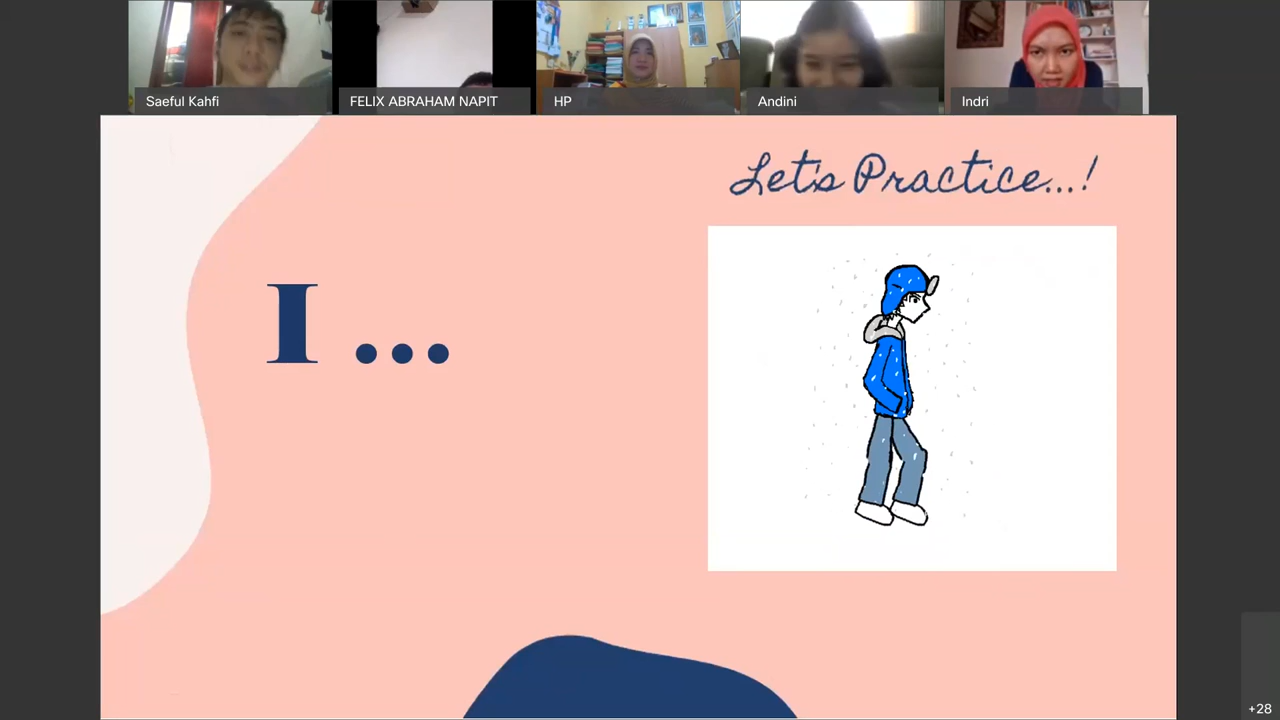 Saeful Kahfi
FELIX ABRAHAM NAPIT
HP
Andini
Indri
Let's Practice...!
I ...
+28